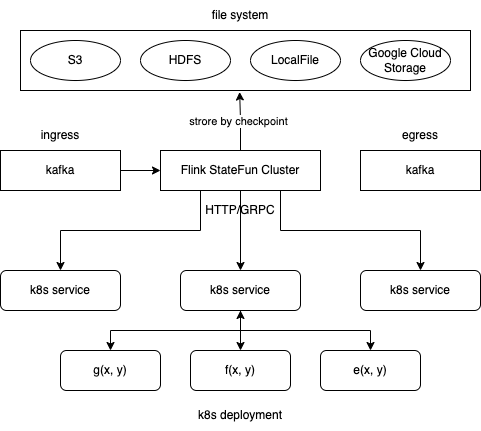 file system
S3
HDFS
LocalFile
Google Cloud
Storage
strore by checkpoint
ingress
egress
kafka
Flink StateFun Cluster
kafka
HTTP/GRPC
k8s service
k8s service
k8s service
g(x, y)
f(x, y)
e(x, y)
k8s deployment